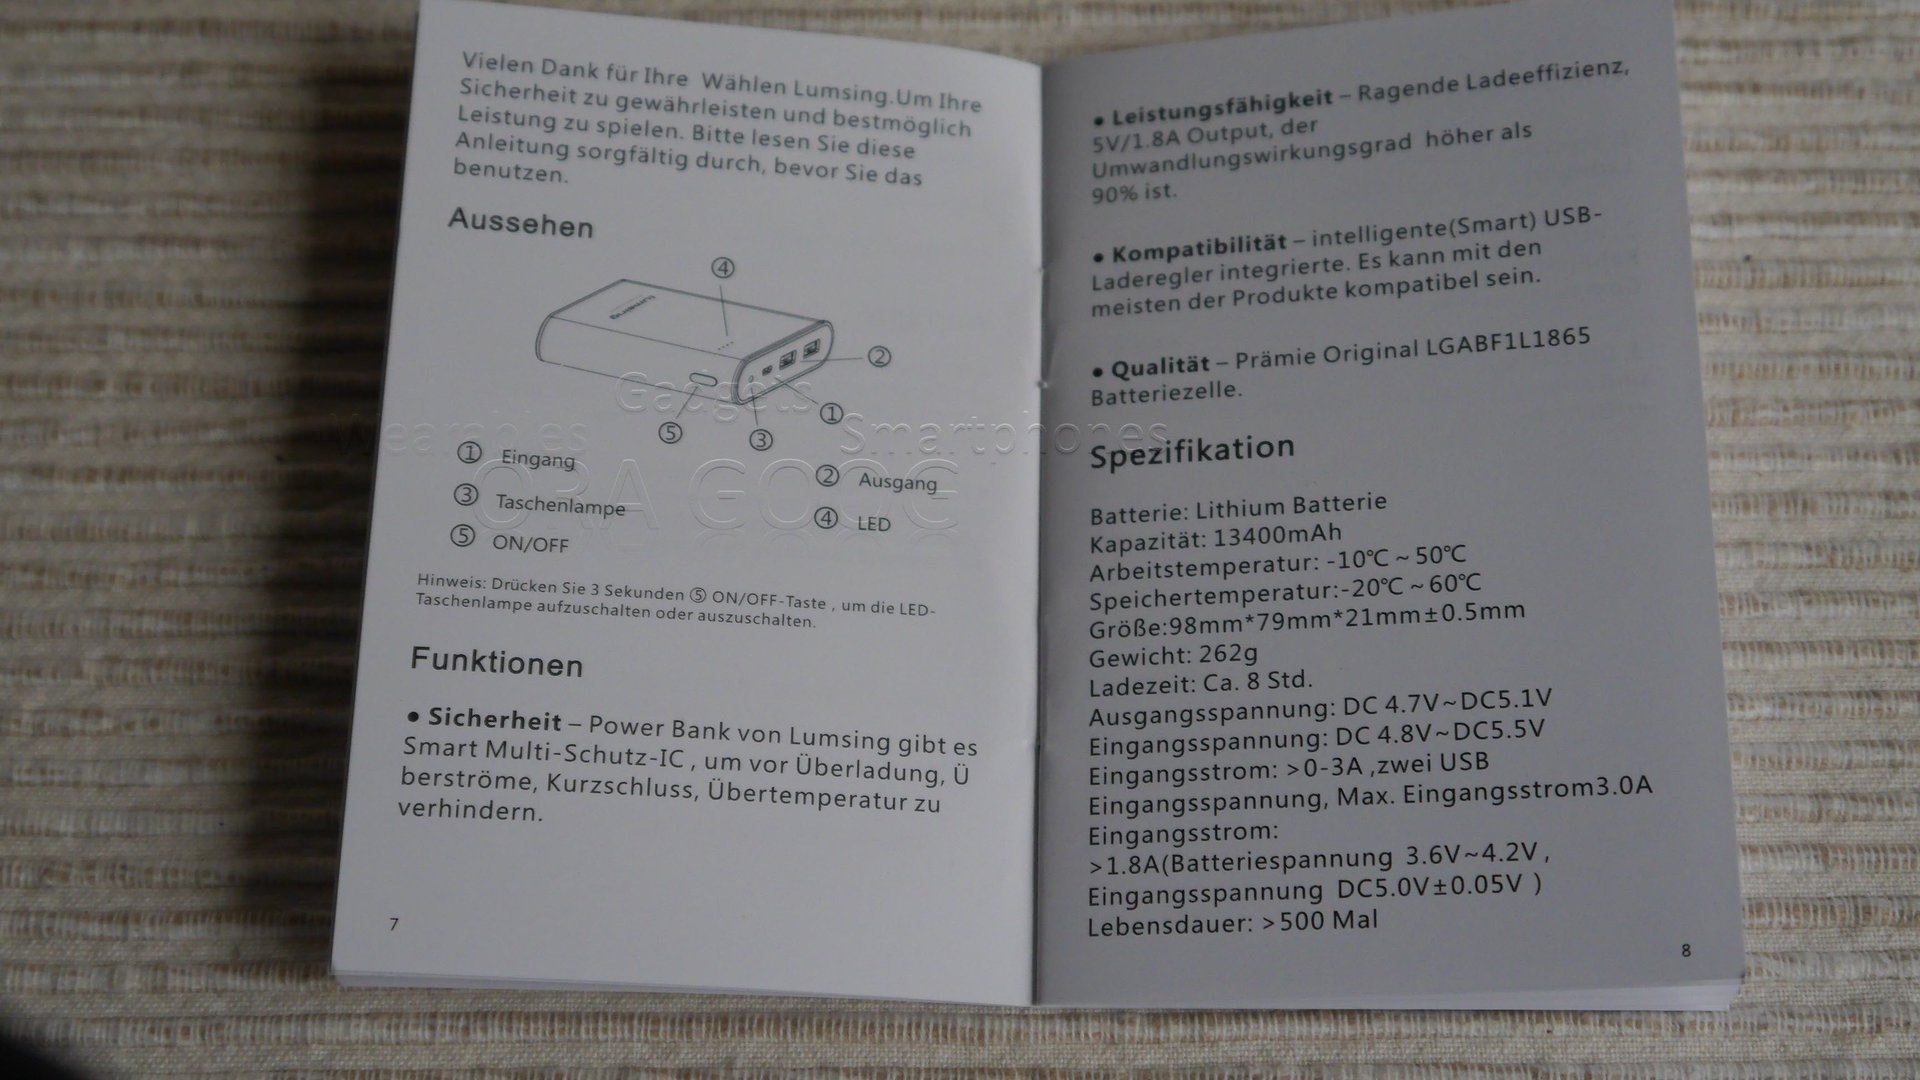 Vielen Dank für Ihre Wählen Lumsing.Um Ihre
Sicherheit zu gewährleisten und bestmöglich
Leistung zu spielen. Bitte lesen Sie diese
Anleitung sorgfältig durch, bevor Sie das
benutzen.
Aussehen
④
LUMSING
②
①
⑤
③
① Eingang
② Ausgang
③ Taschenlampe
④ LED
⑤ ON/OFF
Hinweis: Drücken Sie 3 Sekunden ⑤ ON/OFF-Taste , um die LED-
Taschenlampe aufzuschalten oder auszuschalten.
Funktionen
● Sicherheit – Power Bank von Lumsing gibt es
Smart Multi-Schutz-IC , um vor Überladung, Ü
berströme, Kurzschluss, Übertemperatur zu
verhindern.
7
● Leistungsfähigkeit – Ragende Ladeeffizienz,
5V/1.8A Output, der
Umwandlungswirkungsgrad höher als
90% ist.
● Kompatibilität – intelligente(Smart) USB-
Laderegler integrierte. Es kann mit den
meisten der Produkte kompatibel sein.
● Qualität – Prämie Original LGABF1L1865
Batteriezelle.
Spezifikation
Batterie: Lithium Batterie
Kapazität: 13400mAh
Arbeitstemperatur: -10℃ ~ 50℃
Speichertemperatur:-20℃ ~ 60℃
Größe:98mm*79mm*21mm±0.5mm
Gewicht: 262g
Ladezeit: Ca. 8 Std.
Ausgangsspannung: DC 4.7V~DC5.1V
Eingangsspannung: DC 4.8V~DC5.5V
Eingangsstrom: >0-3A ,zwei USB
Eingangsspannung, Max. Eingangsstrom3.0A
Eingangsstrom:
>1.8A(Batteriespannung 3.6V~4.2V ,
Eingangsspannung DC5.0V±0.05V )
Lebensdauer: >500 Mal
8
Gadgets
Wearables
Smartphones